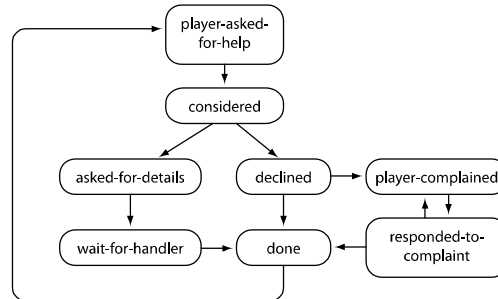 player-asked-
for-help
considered
asked-for-details
declined
player-complained
wait-for-handler
done
responded-to-
complaint